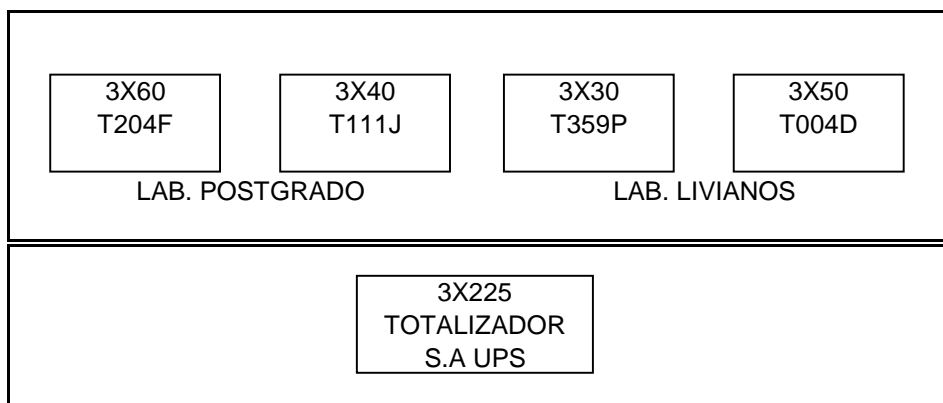 3X60
T204F
3X40
T111J
3X30
T359P
3X50
T004D
LAB. POSTGRADO
LAB. LIVIANOS
3X225
TOTALIZADOR
S.A UPS